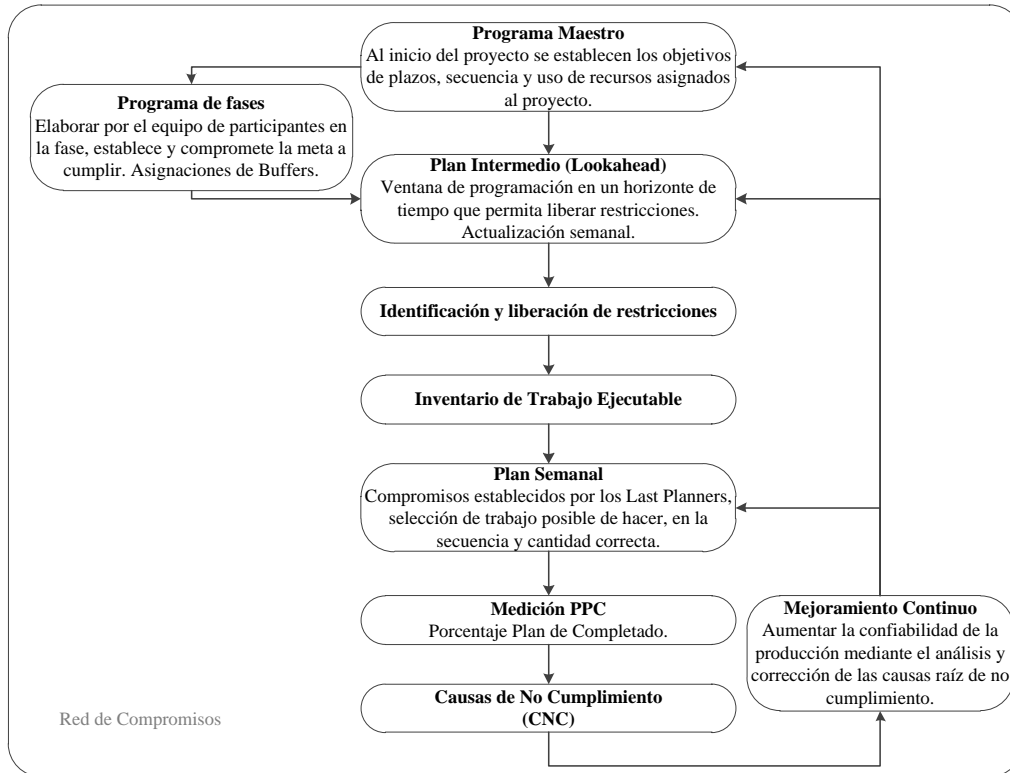 Programa Maestro
Al inicio del proyecto se establecen los objetivos
de plazos, secuencia y uso de recursos asignados
al proyecto.
Programa de fases
Elaborar por el equipo de participantes en
la fase, establece y compromete la meta a
cumplir. Asignaciones de Buffers.
Plan Intermedio (Lookahead)
Ventana de programación en un horizonte de
tiempo que permita liberar restricciones.
Actualización semanal.
Identificación y liberación de restricciones
Inventario de Trabajo Ejecutable
Plan Semanal
Compromisos establecidos por los Last Planners,
selección de trabajo posible de hacer, en la
secuencia y cantidad correcta.
Medición PPC
Porcentaje Plan de Completado.
Mejoramiento Continuo
Aumentar la confiabilidad de la
producción mediante el análisis y
corrección de las causas raíz de no
cumplimiento.
Causas de No Cumplimiento
(CNC)
Red de Compromisos